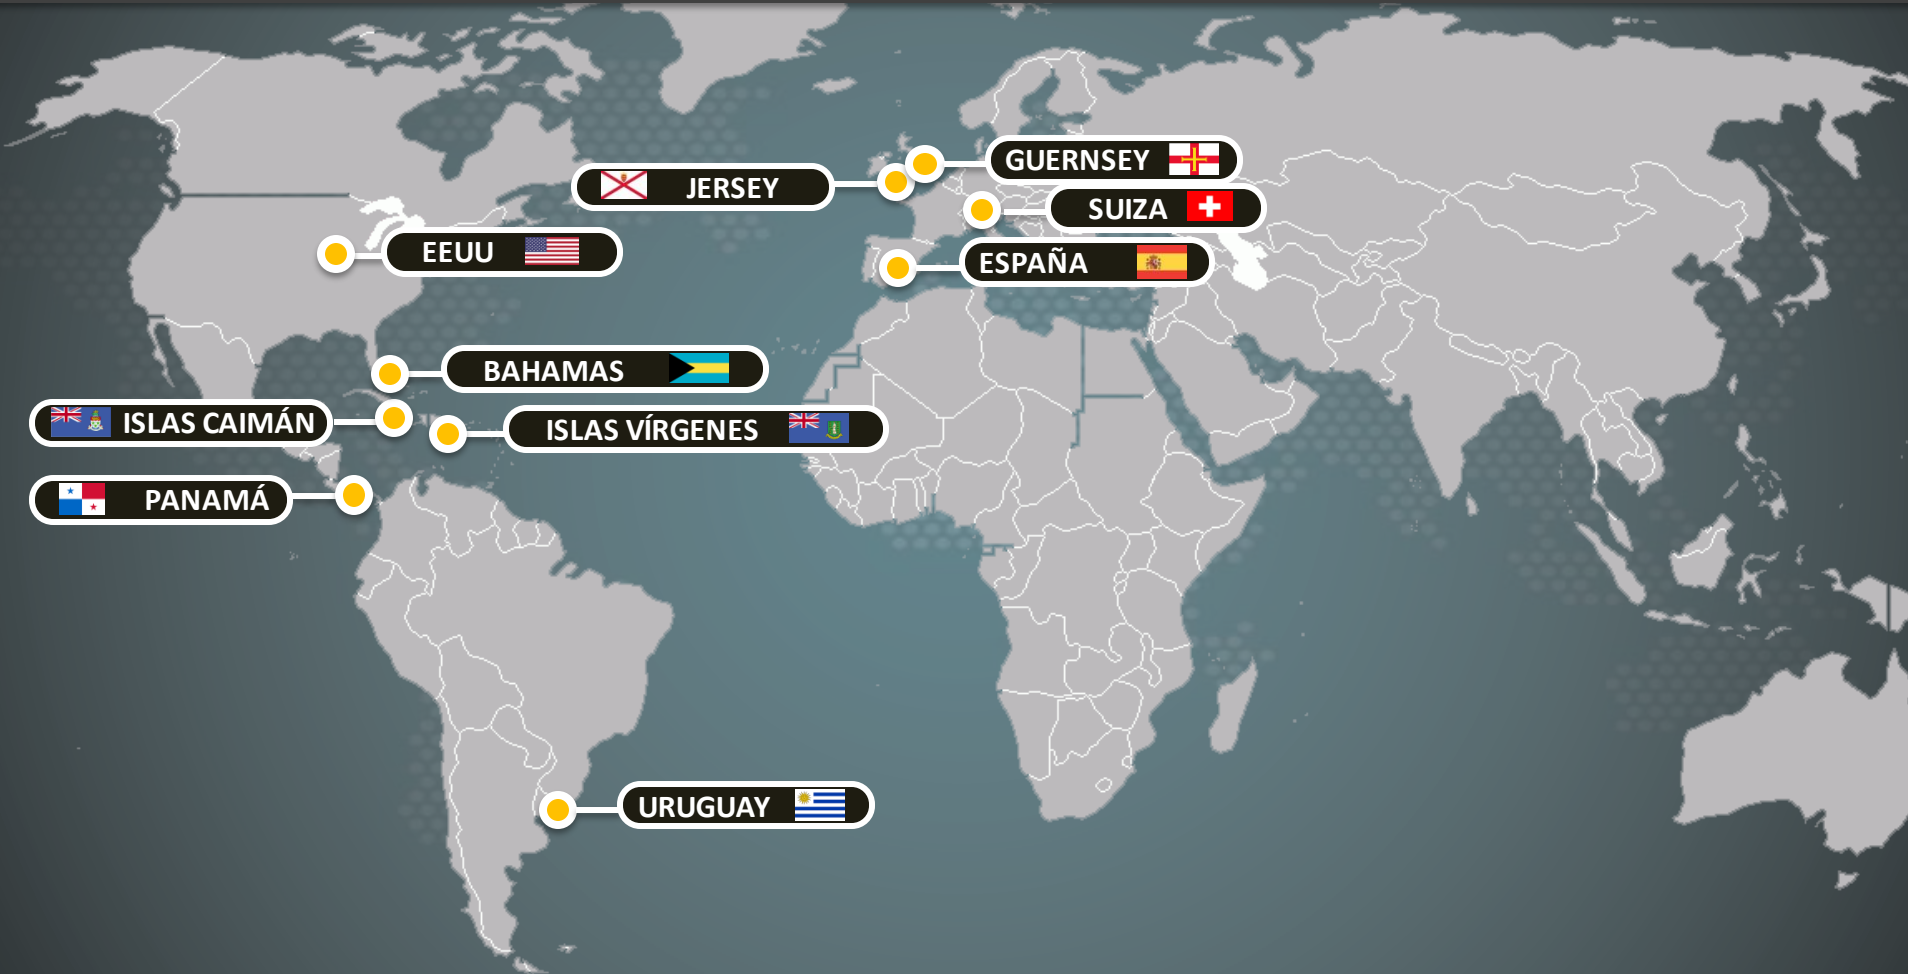 GUERNSEY
JERSEY
SUIZA
EEUU
ESPAÑA
BAHAMAS
ISLAS CAIMÁN
ISLAS VÍRGENES
PANAMÁ
URUGUAY